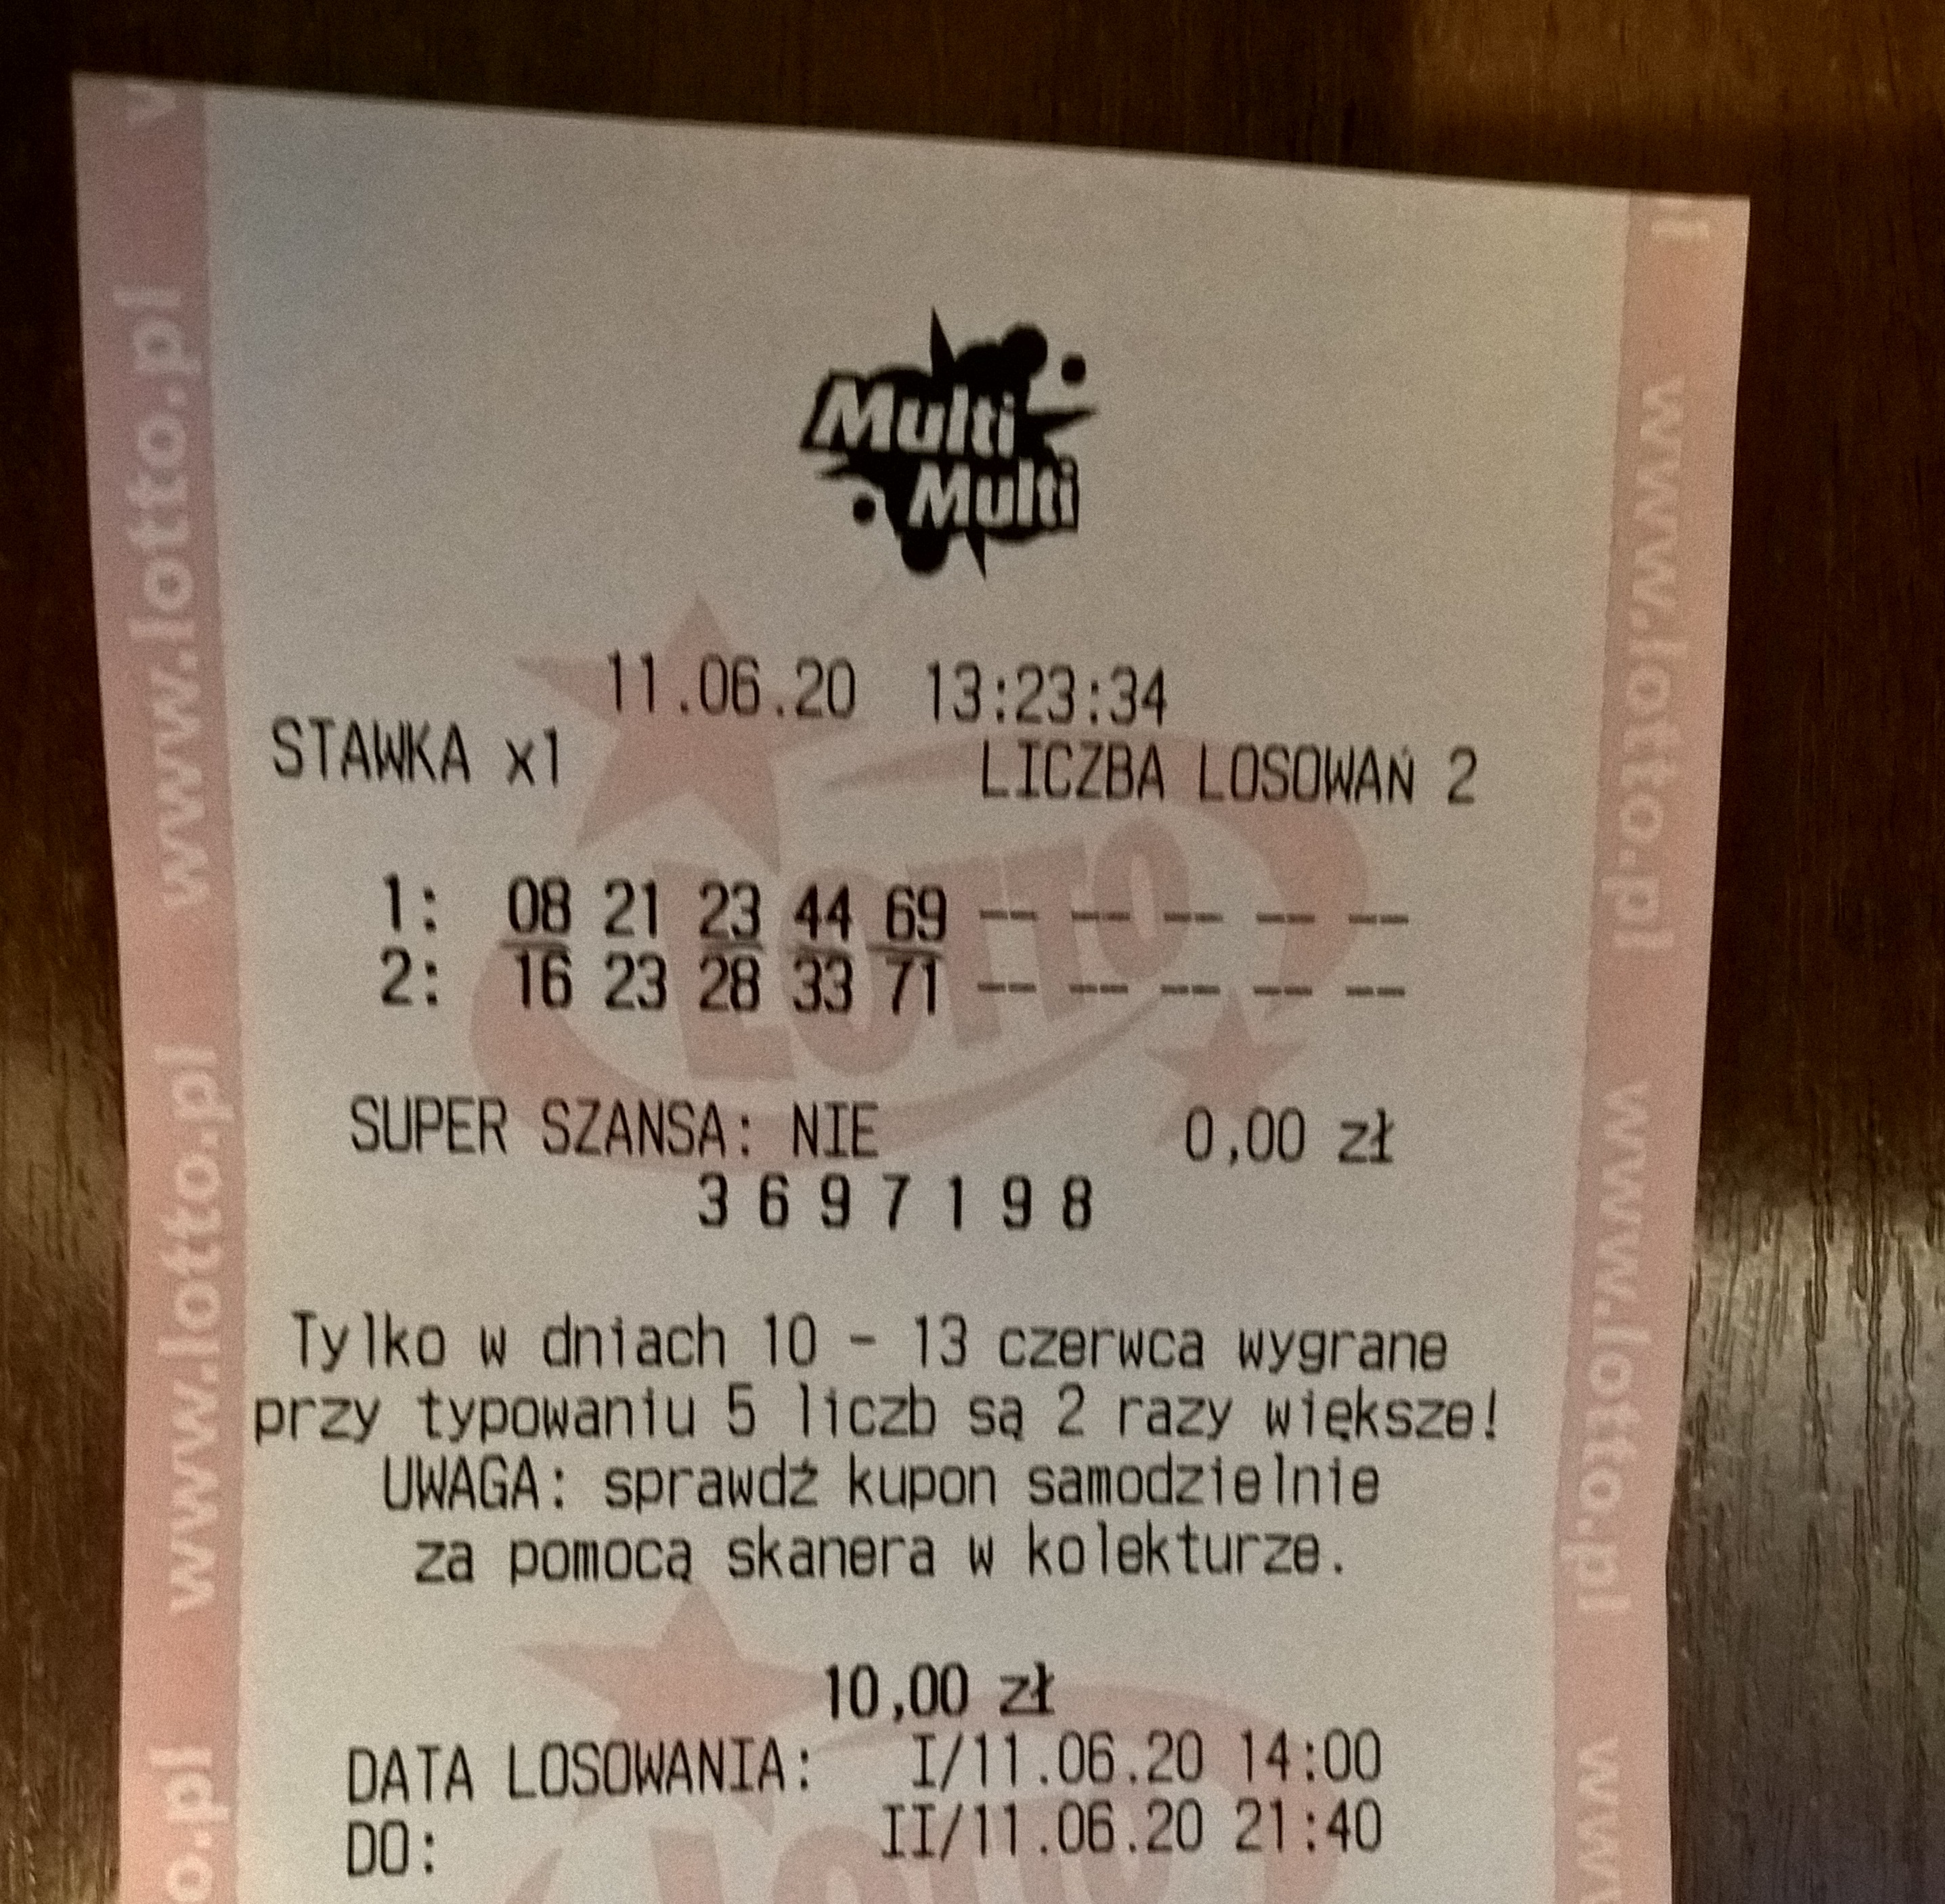 Multi
Multi
11.06.20 13:23:34
STAWKA x1 LICZBA LOSOWAŃ 2
1: 08 21 23 44 69 -- -- -- -- --
2: 16 23 28 33 71 -- -- -- -- --
SUPER SZANSA: NIE 0,00 zł
3 6 9 7 1 9 8
Tylko w dniach 10 - 13 czerwca wygrane
przy typowaniu 5 liczb są 2 razy większe!
UWAGA: sprawdź kupon samodzielnie
za pomocą skanera w kolekturze.
10,00 zł
DATA LOSOWANIA: I/11.06.20 14:00
DO: II/11.06.20 21:40
LOTTO
LOTTO
www.lotto.pl
www.lotto.pl
o.pl
www.lotto.pl
www.lotto.pl
www